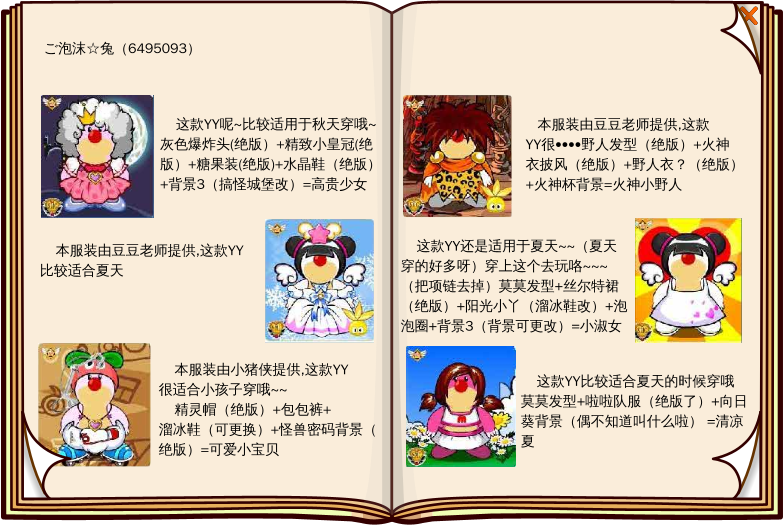 ご泡沫☆兔（6495093）
这款YY呢~比较适用于秋天穿哦~
灰色爆炸头(绝版）+精致小皇冠(绝
版）+糖果装(绝版)+水晶鞋（绝版）
+背景3（搞怪城堡改）=高贵少女
本服装由豆豆老师提供,这款YY
比较适合夏天
本服装由小猪侠提供,这款YY
很适合小孩子穿哦~~
精灵帽（绝版）+包包裤+
溜冰鞋（可更换）+怪兽密码背景（
绝版）=可爱小宝贝
本服装由豆豆老师提供,这款
YY很●●●●野人发型（绝版）+火神
衣披风（绝版）+野人衣？（绝版）
+火神杯背景=火神小野人
这款YY还是适用于夏天~~（夏天
穿的好多呀）穿上这个去玩咯~~~
（把项链去掉）莫莫发型+丝尔特裙
（绝版）+阳光小丫（溜冰鞋改）+泡
泡圈+背景3（背景可更改）=小淑女
这款YY比较适合夏天的时候穿哦
莫莫发型+啦啦队服（绝版了）+向日
葵背景（偶不知道叫什么啦） =清凉
夏